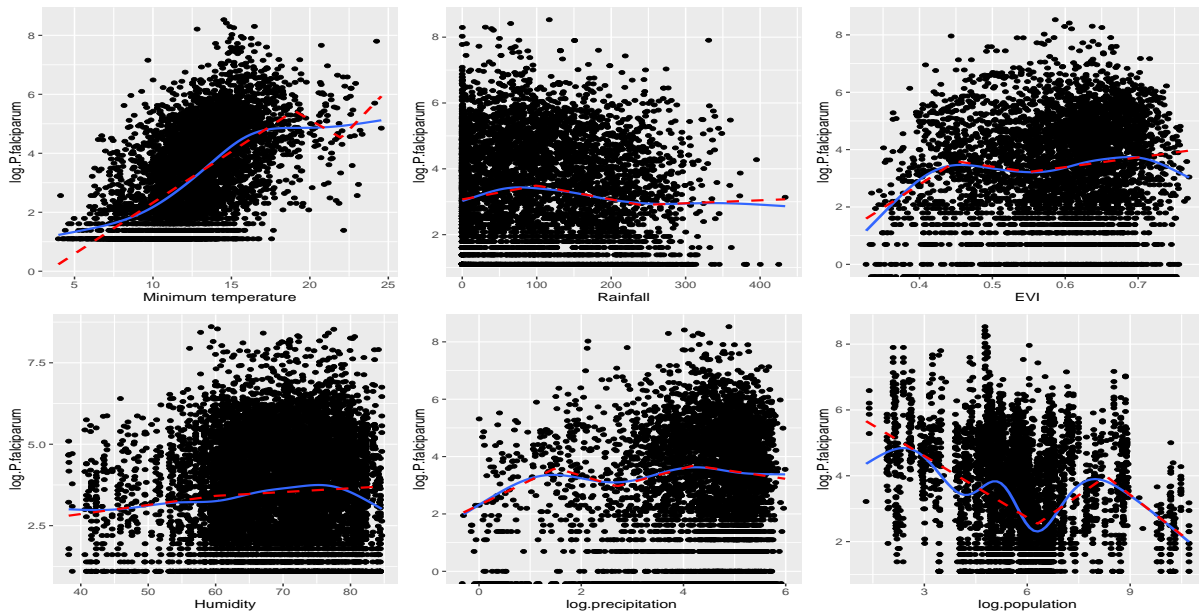 log.P.falciparum
8
6
4
2
0
5 10 15 20 25
Minimum temperature
log.P.falciparum
8
6
4
2
0 100 200 300 400
Rainfall
log.P.falciparum
8
6
4
2
0
0.4 0.5 0.6 0.7
EVI
log.P.falciparum
7.5
5.0
2.5
40 50 60 70 80
Humidity
log.P.falciparum
8
6
4
2
0
0 2 4 6
log.precipitation
log.P.falciparum
8
6
4
2
3 6 9
log.population